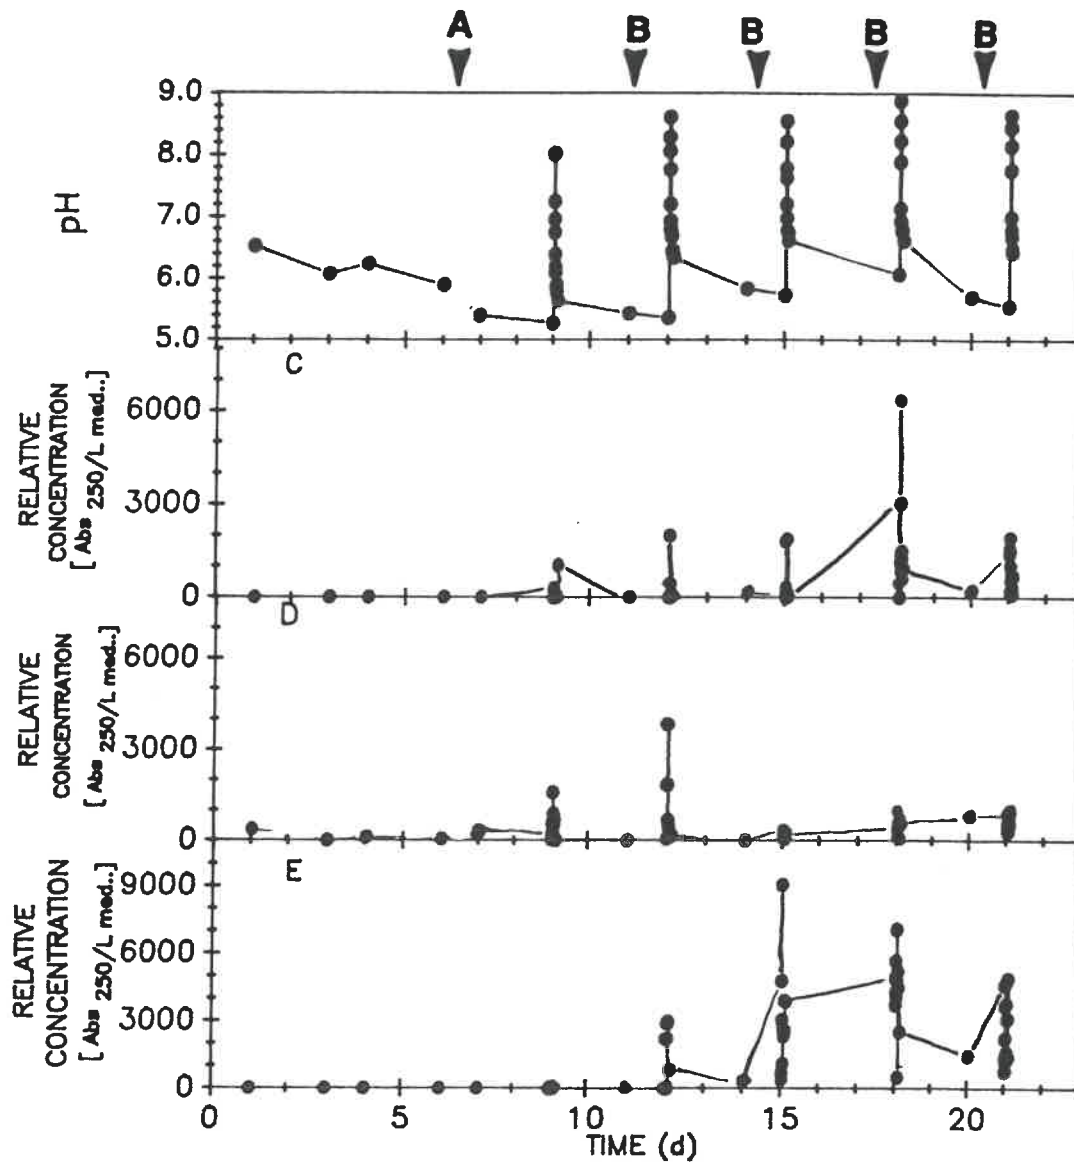 A B B B B
9.0
8.0
7.0
6.0
5.0
pH
C
6000
3000
0
RELATIVE
CONCENTRATION
[ Abs 250/L med..]
D
6000
3000
0
RELATIVE
CONCENTRATION
[ Abs 250/L med..]
E
9000
6000
3000
0
RELATIVE
CONCENTRATION
[ Abs 250/L med..]
0 5 10 15 20
TIME (d)